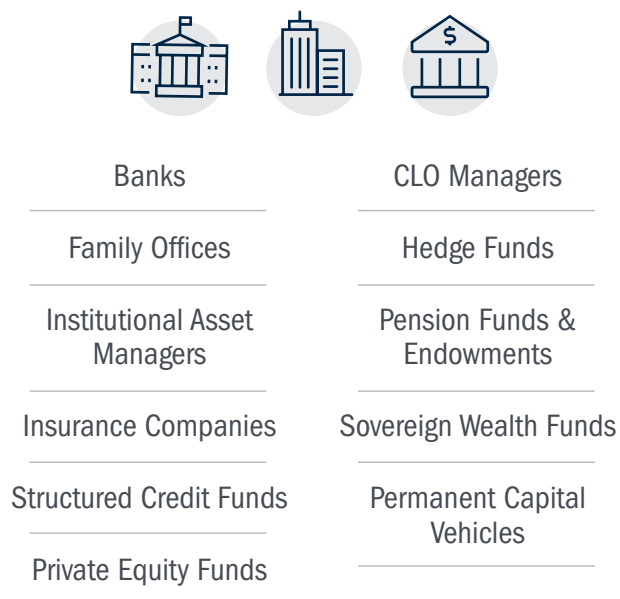 $
Banks
Family Offices
Institutional Asset
Managers
Insurance Companies
Structured Credit Funds
Private Equity Funds
CLO Managers
Hedge Funds
Pension Funds &
Endowments
Sovereign Wealth Funds
Permanent Capital
Vehicles